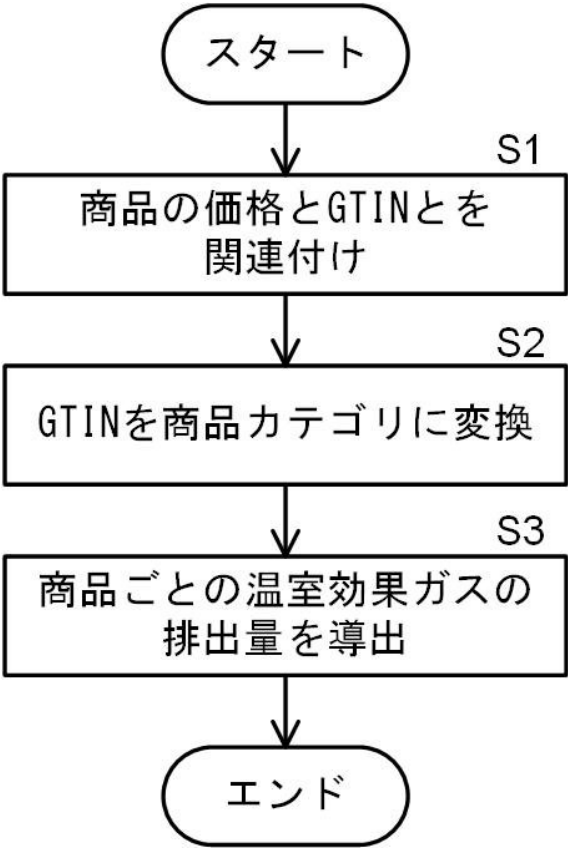 スタート
S1
商品の価格とGTINとを
関連付け
S2
GTINを商品カテゴリに変換
S3
商品ごとの温室効果ガスの
排出量を導出
エンド